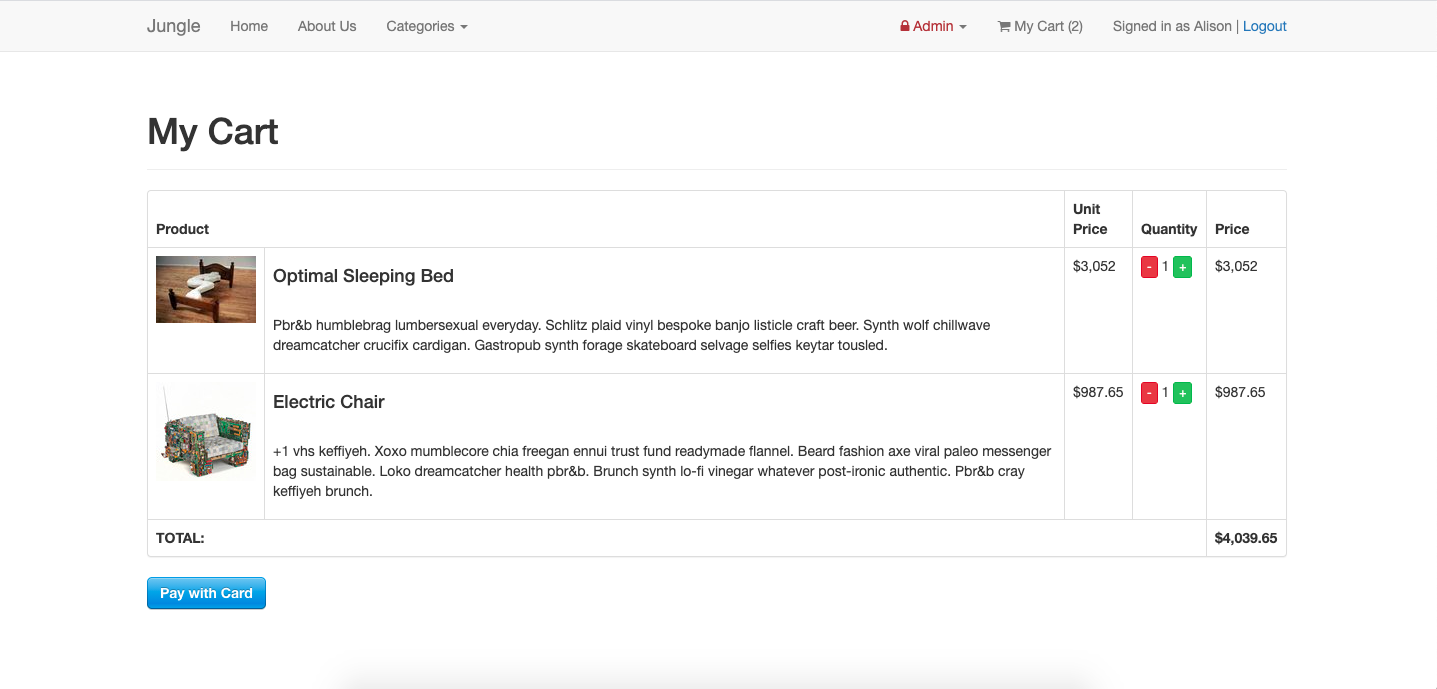 Jungle Home About Us Categories Admin My Cart (2) Signed in as Alison | Logout
My Cart
Product Unit Price Quantity Price
Optimal Sleeping Bed $3,052 - 1 + $3,052
Pbr&b humblebrag lumbersexual everyday. Schlitz plaid vinyl bespoke banjo listicle craft beer. Synth wolf chillwave
dreamcatcher crucifix cardigan. Gastropub synth forage skateboard selvage selfies keytar tousled.
Electric Chair $987.65 - 1 + $987.65
+1 vhs keffiyeh. Xoxo mumblecore chia freegan ennui trust fund readymade flannel. Beard fashion axe viral paleo messenger
bag sustainable. Loko dreamcatcher health pbr&b. Brunch synth lo-fi vinegar whatever post-ironic authentic. Pbr&b cray
keffiyeh brunch.
TOTAL: $4,039.65
Pay with Card